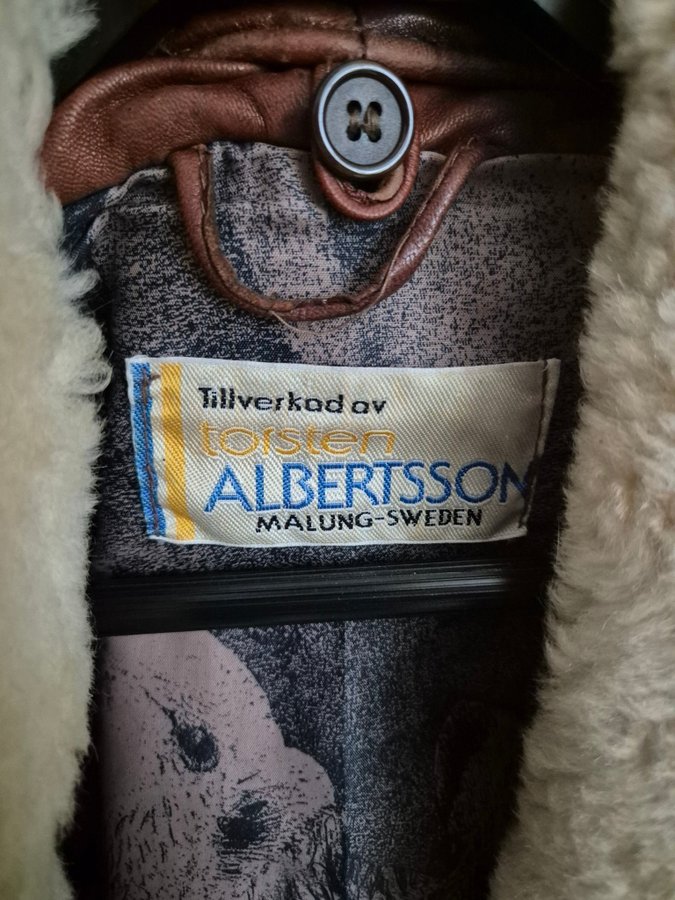 Tillverkad av
torsten
ALBERTSSON
MALUNG-SWEDEN